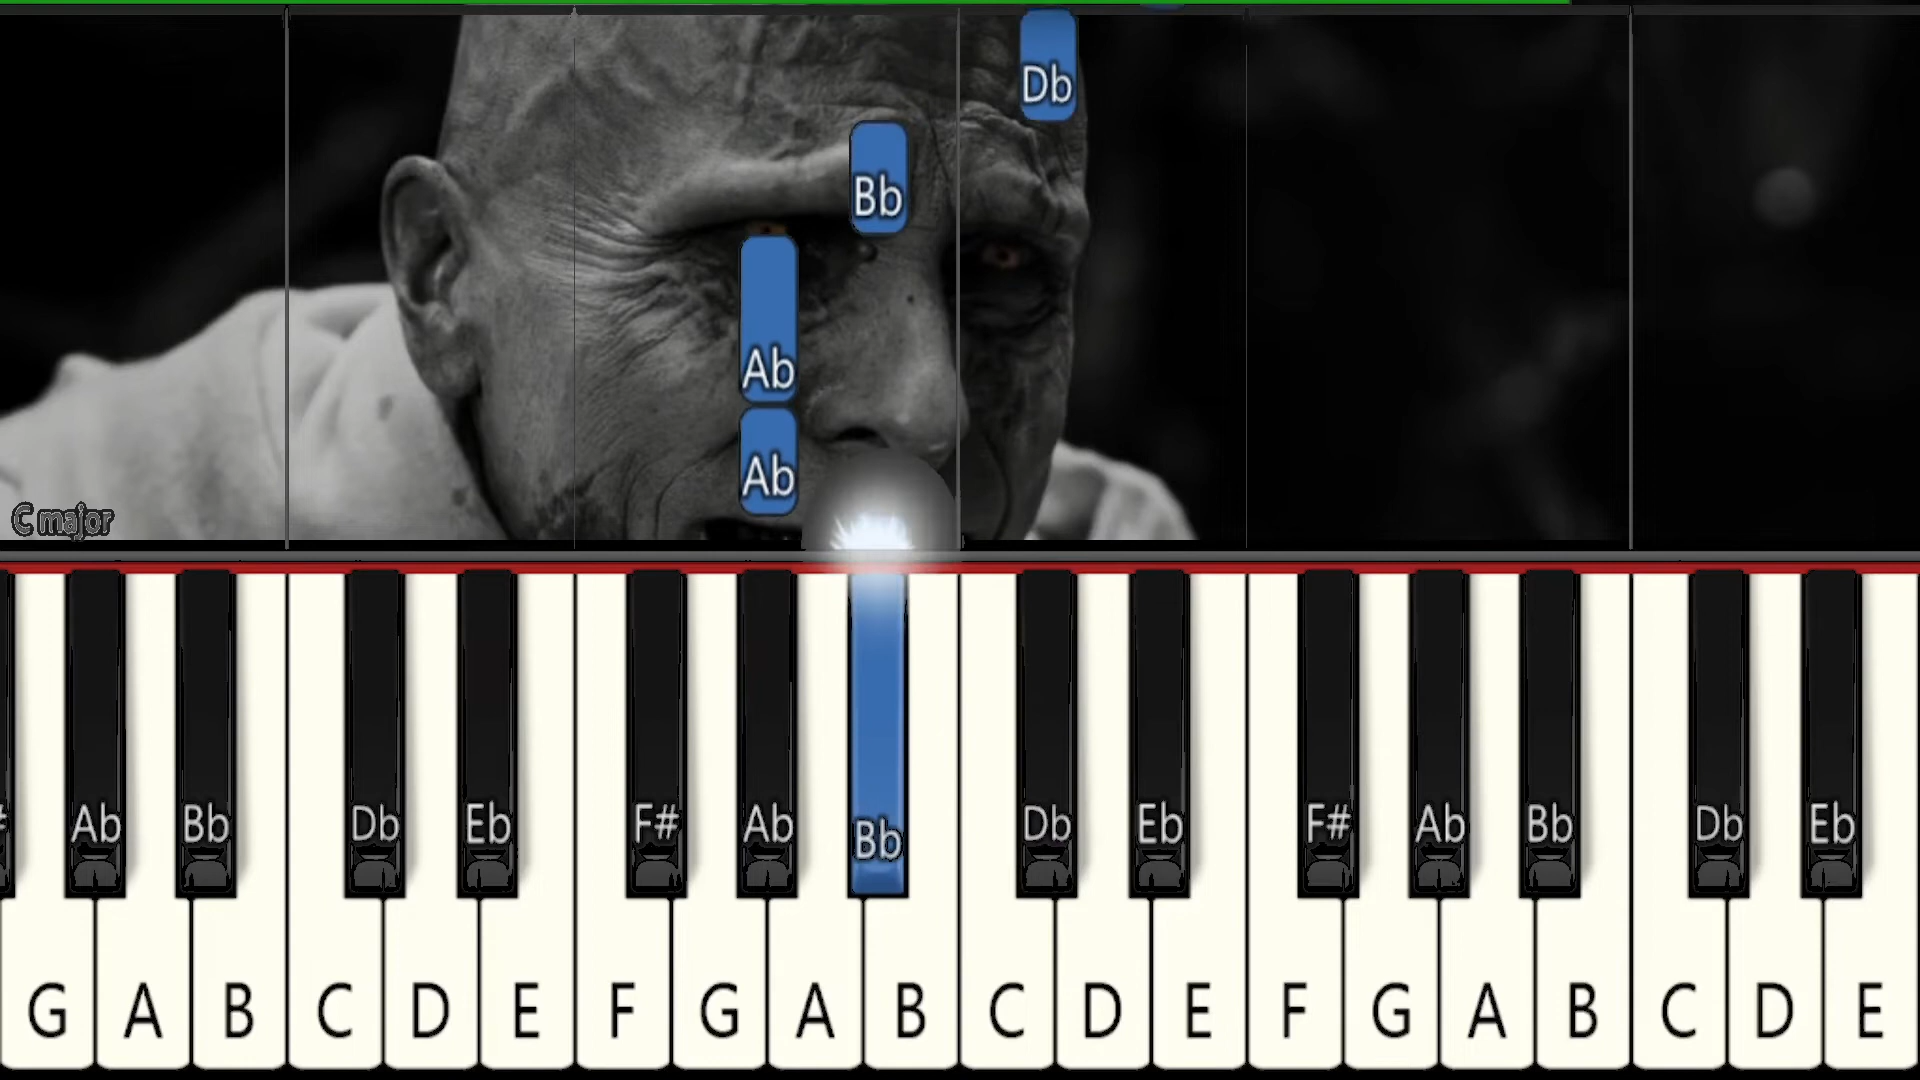 Db
Bb
Ab
Ab
C major
# Ab Bb Db Eb F# Ab Bb Db Eb F# Ab Bb Db Eb
G A B C D E F G A B C D E F G A B C D E